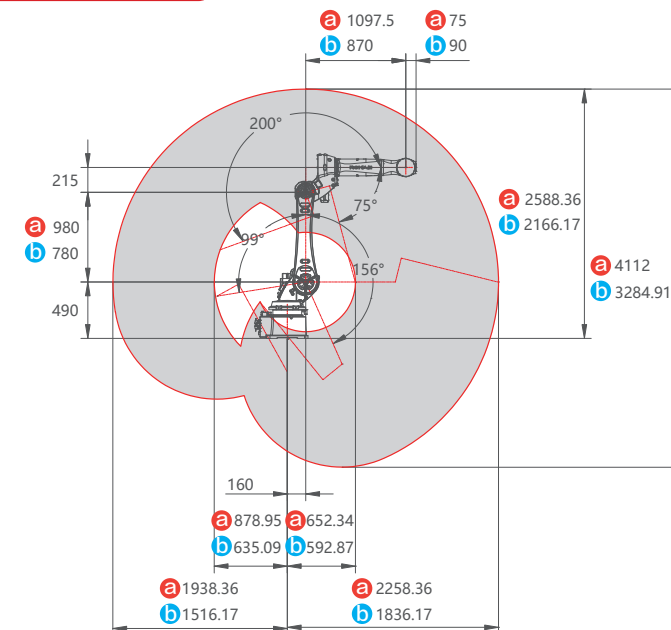 a 1097.5 a 75
b 870 b 90
200°
215
75°
a 980
b 780
99°
a 2588.36
b 2166.17
156°
a 4112
b 3284.91
490
160
a 878.95 a 652.34
b 635.09 b 592.87
a 1938.36 a 2258.36
b 1516.17 b 1836.17